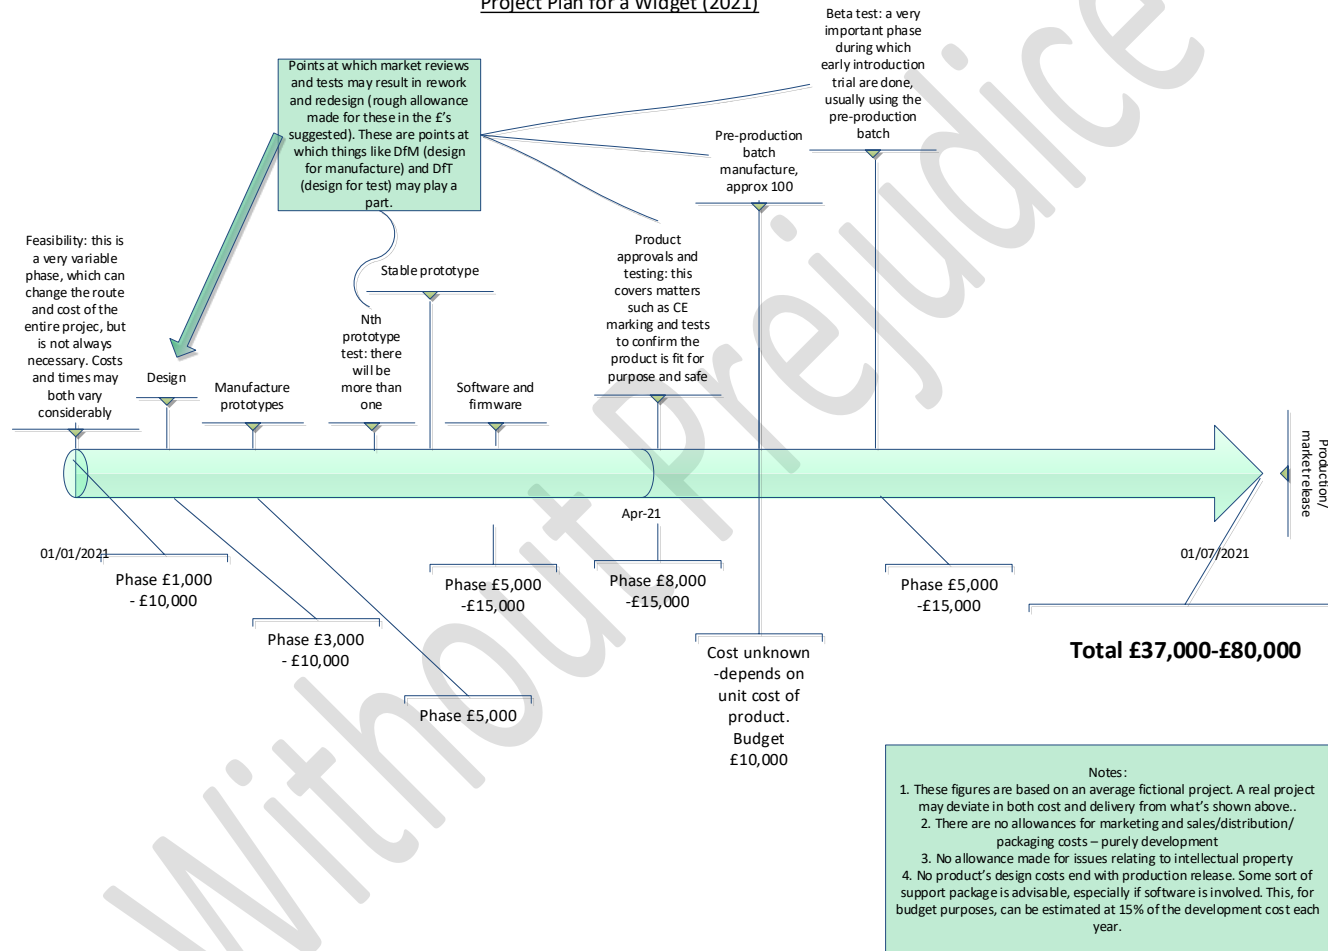 Project Plan for a Widget (2021)
Beta test: a very
important phase
during which
early introduction
trial are done,
usually using the
pre-production
batch
Points at which market reviews
and tests may result in rework
and redesign (rough allowance
made for these in the £'s
suggested). These are points at
which things like DfM (design
for manufacture) and DfT
(design for test) may play a
part.
Pre-production
batch
manufacture,
approx 100
Feasibility: this is
a very variable
phase, which can
change the route
and cost of the
entire projec, but
is not always
necessary. Costs
and times may
both vary
considerably
Design
Manufacture
prototypes
Nth
prototype
test: there
will be
more than
one
Stable prototype
Software and
firmware
Product
approvals and
testing: this
covers matters
such as CE
marking and tests
to confirm the
product is fit for
purpose and safe
Production/
market release
01/01/2021
Apr-21
01/07/2021
Phase £1,000
- £10,000
Phase £3,000
- £10,000
Phase £5,000
Phase £5,000
-£15,000
Phase £8,000
-£15,000
Cost unknown
-depends on
unit cost of
product.
Budget
£10,000
Phase £5,000
-£15,000
Total £37,000-£80,000
Notes:
1. These figures are based on an average fictional project. A real project
may deviate in both cost and delivery from what's shown above..
2. There are no allowances for marketing and sales/distribution/
packaging costs – purely development
3. No allowance made for issues relating to intellectual property
4. No product's design costs end with production release. Some sort of
support package is advisable, especially if software is involved. This, for
budget purposes, can be estimated at 15% of the development cost each
year.
Without Prejudice